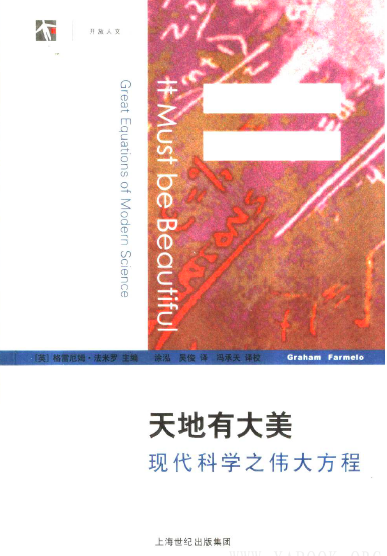 开放人文
It Must be Beautiful
Great Equations of Modern Science
[英] 格雷厄姆·法米罗 主编 涂泓 吴俊 译 冯承天 译校 Graham Farmelo
天地有大美
现代科学之伟大方程
上海世纪出版集团